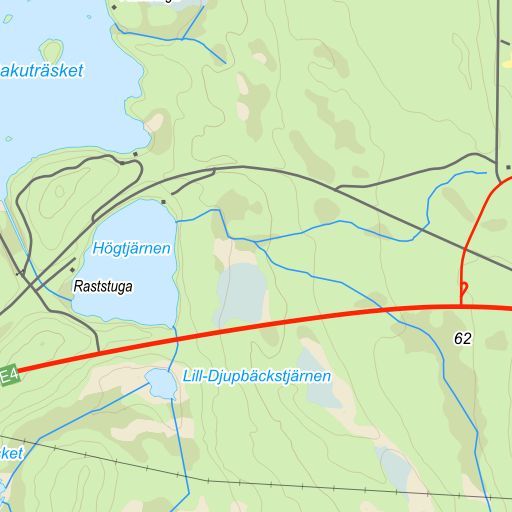 akuträsket
Högtjärnen
Raststuga
62
E4
Lill-Djupbäckstjärnen
sket